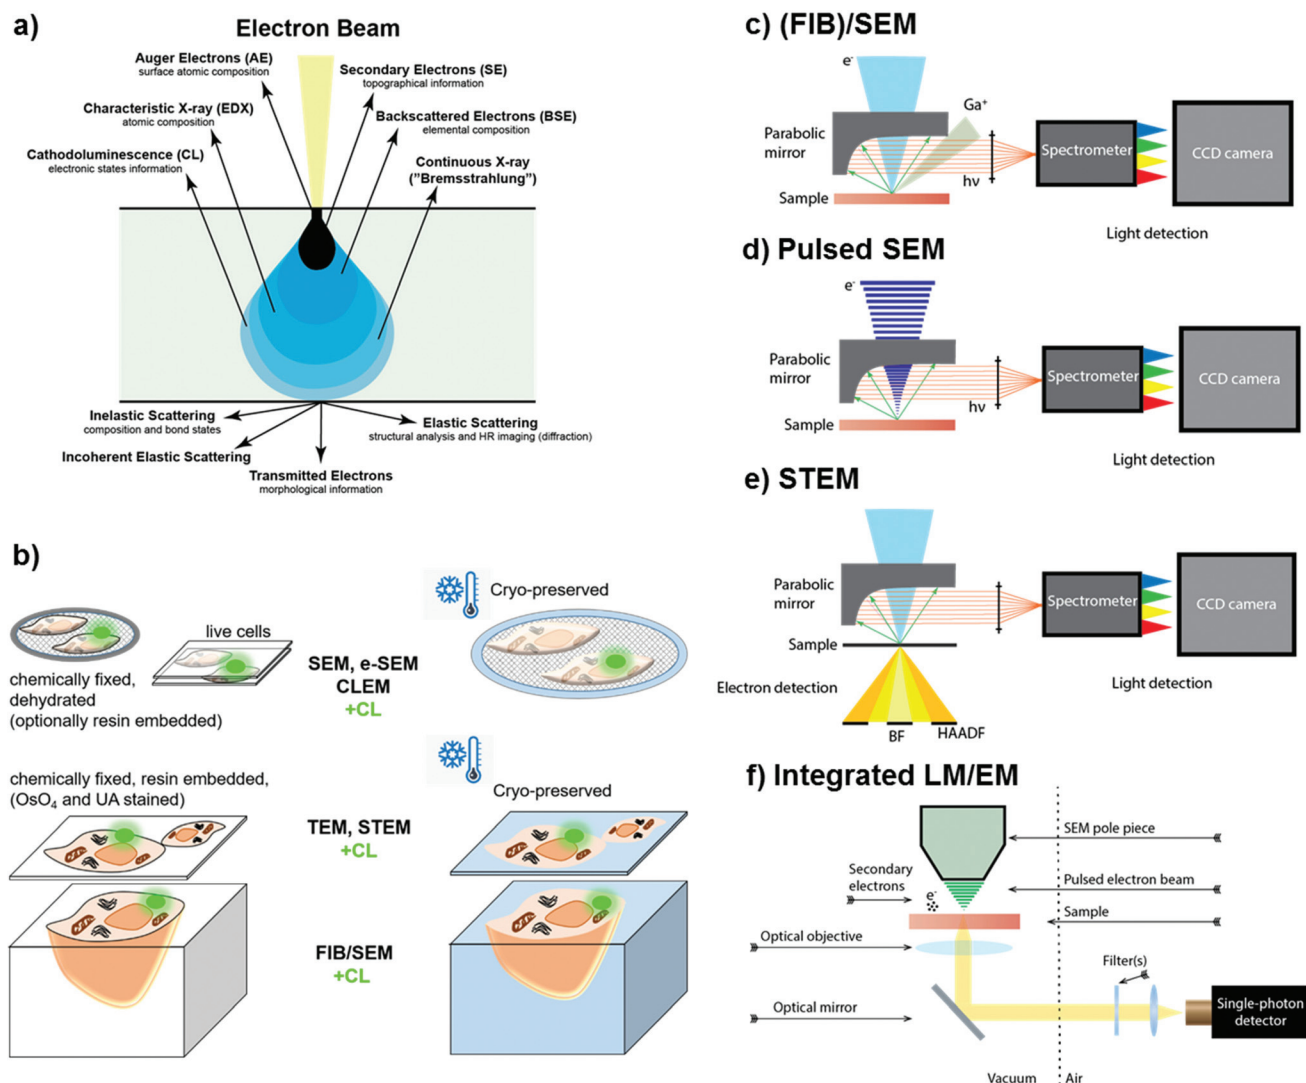 a)
Electron Beam
Auger Electrons (AE)
surface atomic composition
Secondary Electrons (SE)
topographical information
Characteristic X-ray (EDX)
atomic composition
Backscattered Electrons (BSE)
elemental composition
Cathodoluminescence (CL)
electronic states information
Continuous X-ray
("Bremsstrahlung")
Inelastic Scattering
composition and bond states
Elastic Scattering
structural analysis and HR imaging (diffraction)
Incoherent Elastic Scattering
Transmitted Electrons
morphological information
b)
live cells
chemically fixed,
dehydrated
(optionally resin embedded)
SEM, e-SEM
CLEM
+CL
Cryo-preserved
chemically fixed, resin embedded,
(OsO₄ and UA stained)
TEM, STEM
+CL
Cryo-preserved
FIB/SEM
+CL
c) (FIB)/SEM
e⁻
Ga⁺
Parabolic
mirror
Sample
hν
Spectrometer
CCD camera
Light detection
d) Pulsed SEM
e⁻
Parabolic
mirror
Sample
hν
Spectrometer
CCD camera
Light detection
e) STEM
Parabolic
mirror
Sample
Electron detection
BF
HAADF
Spectrometer
CCD camera
Light detection
f) Integrated LM/EM
SEM pole piece
Secondary
electrons
e⁻
Pulsed electron beam
Sample
Optical objective
Filter(s)
Optical mirror
Single-photon
detector
Vacuum
Air